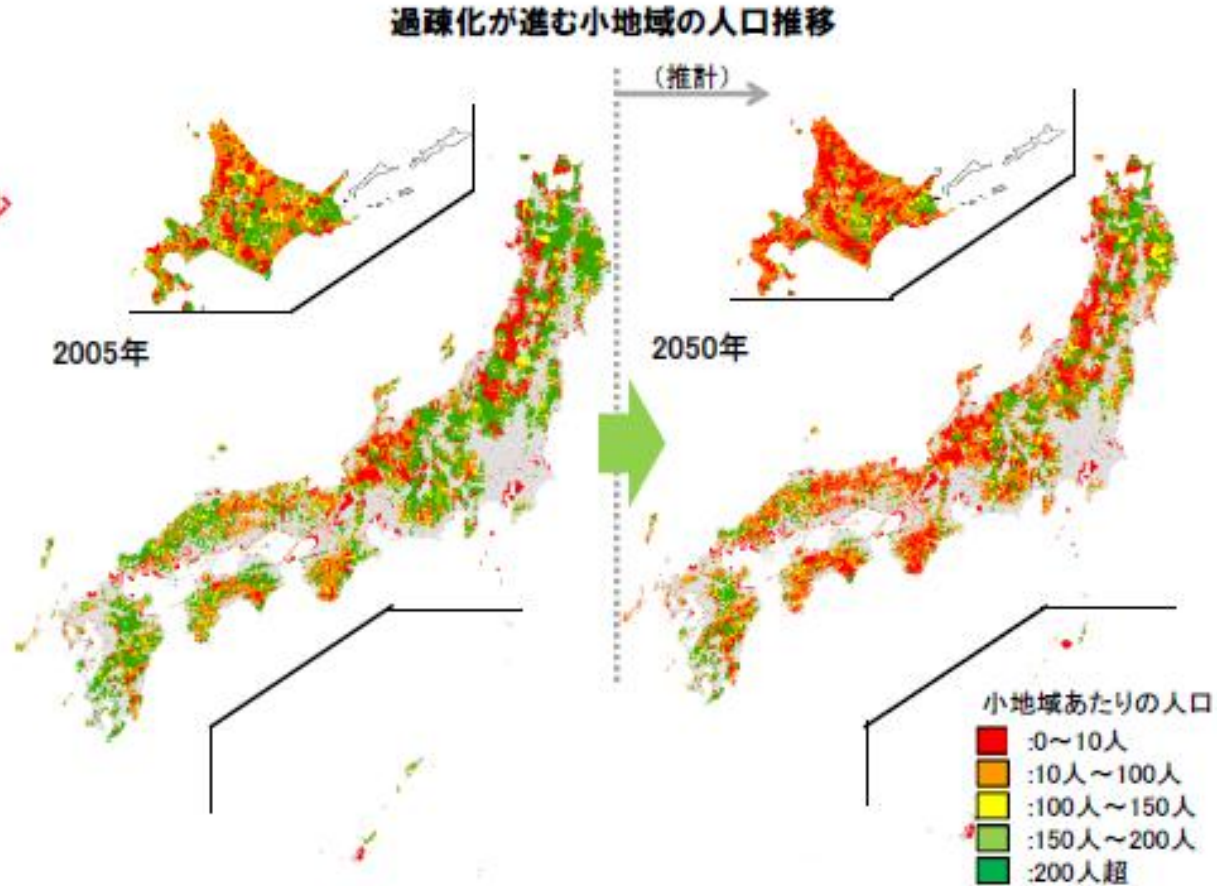 過疎化が進む小地域の人口推移
（推計）
2005年
2050年
小地域あたりの人口
:0～10人
:10人～100人
:100人～150人
:150人～200人
:200人超